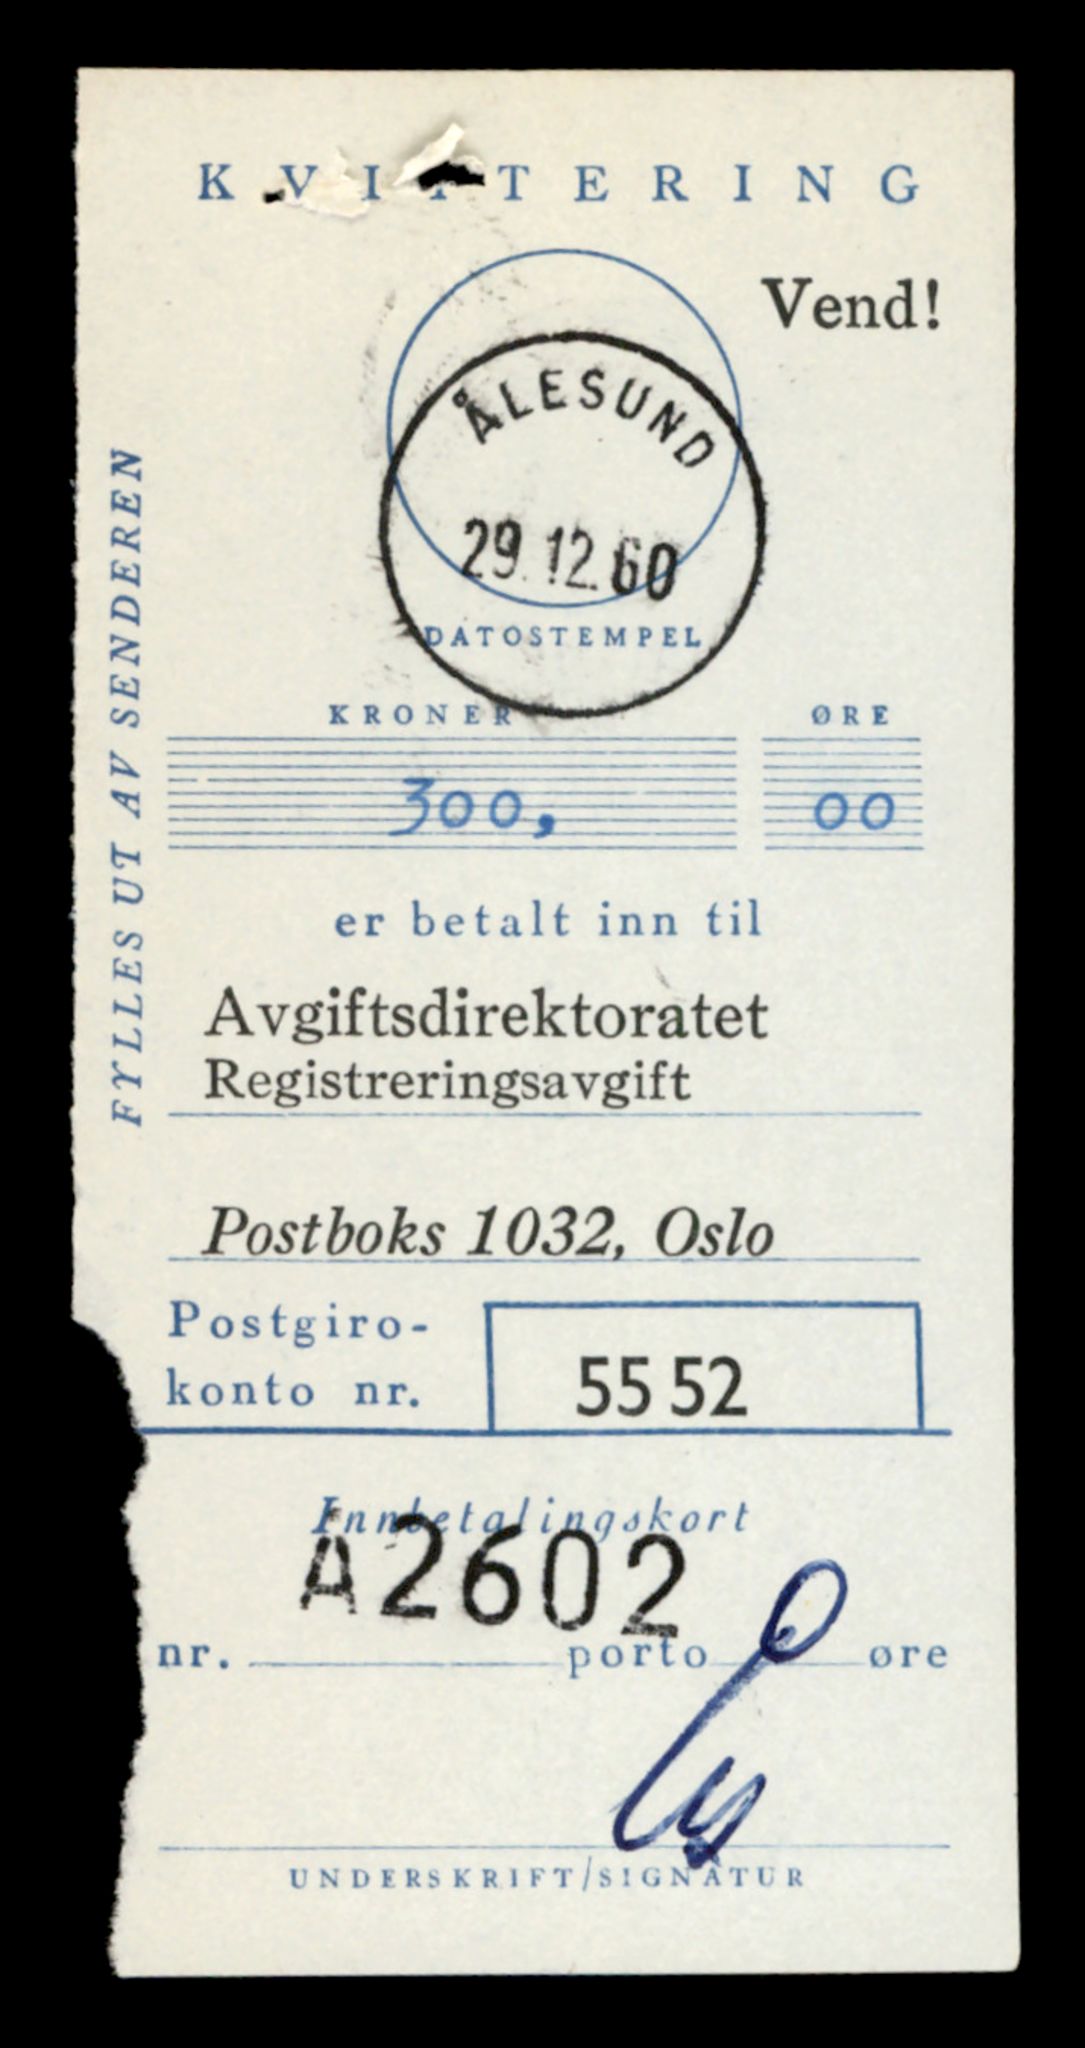 KVITTERING
Vend!
ÅLESUND
29.12.60
DATOSTEMPEL
FYLLES UT AV SENDEREN
KRONER ØRE
300, 00
er betalt inn til
Avgiftsdirektoratet
Registreringsavgift
Postboks 1032, Oslo
Postgiro-
konto nr. 55 52
Innbetalingskort
A2602
nr. porto øre
UNDERSKRIFT/SIGNATUR